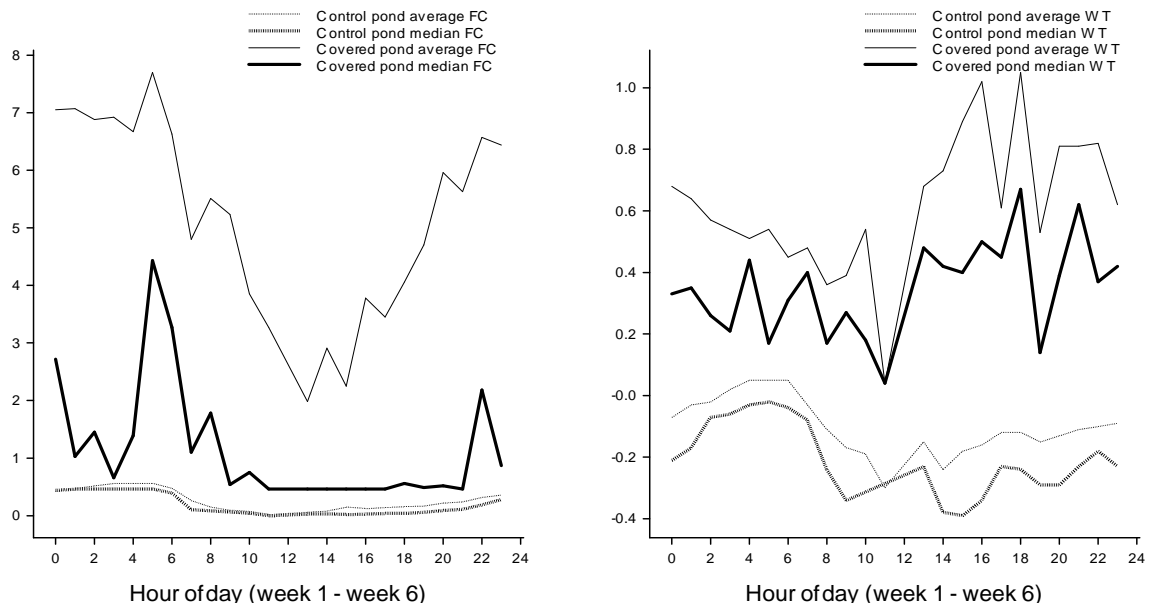 Control pond average FC
Control pond median FC
Covered pond average FC
Covered pond median FC
8
7
6
5
4
3
2
1
0
0 2 4 6 8 10 12 14 16 18 20 22 24
Hour of day (week 1 - week 6)
Control pond average WT
Control pond median WT
Covered pond average WT
Covered pond median WT
1.0
0.8
0.6
0.4
0.2
-0.0
-0.2
-0.4
0 2 4 6 8 10 12 14 16 18 20 22 24
Hour of day (week 1 - week 6)